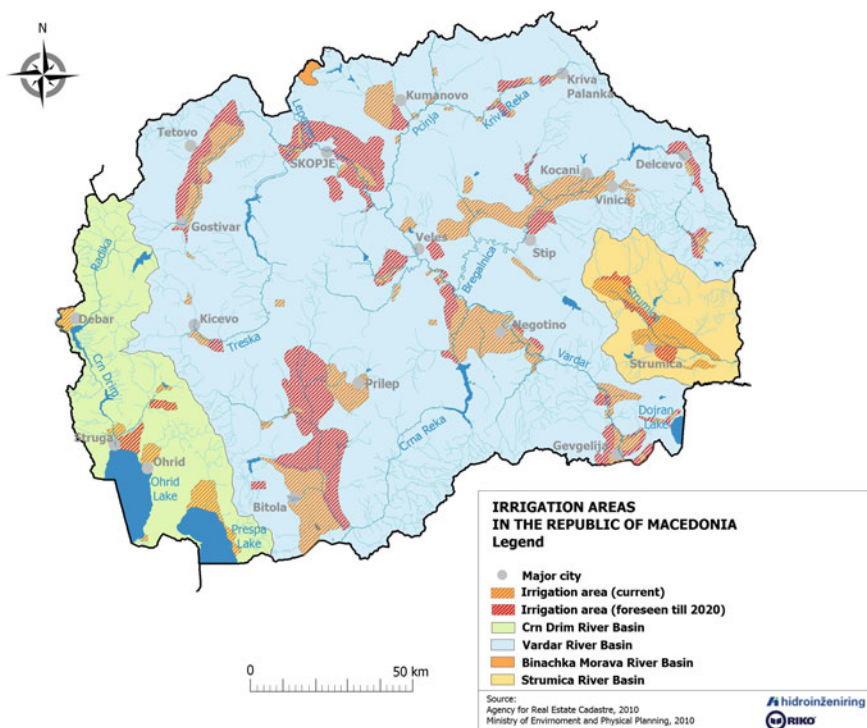 N
Kumanovo
Kriva
Palanka
Pcinja
Kriva Reka
Lepenec
Tetovo
SKOPJE
Kocani
Delcevo
Vinica
Gostivar
Veles
Stip
Radika
Bregalnica
Strumica
Debar
Kicevo
Treska
Negotino
Vardar
Strumica
Crn Drim
Prilep
Crna Reka
Dojran
Lake
Struga
Ohrid
Ohrid
Lake
Gevgelija
Bitola
Prespa
Lake
IRRIGATION AREAS
IN THE REPUBLIC OF MACEDONIA
Legend
Major city
Irrigation area (current)
Irrigation area (foreseen till 2020)
Crn Drim River Basin
Vardar River Basin
Binachka Morava River Basin
Strumica River Basin
0 50 km
Source:
Agency for Real Estate Cadastre, 2010
Ministry of Enviroment and Physical Planning, 2010
hidroinženiring
RIKO